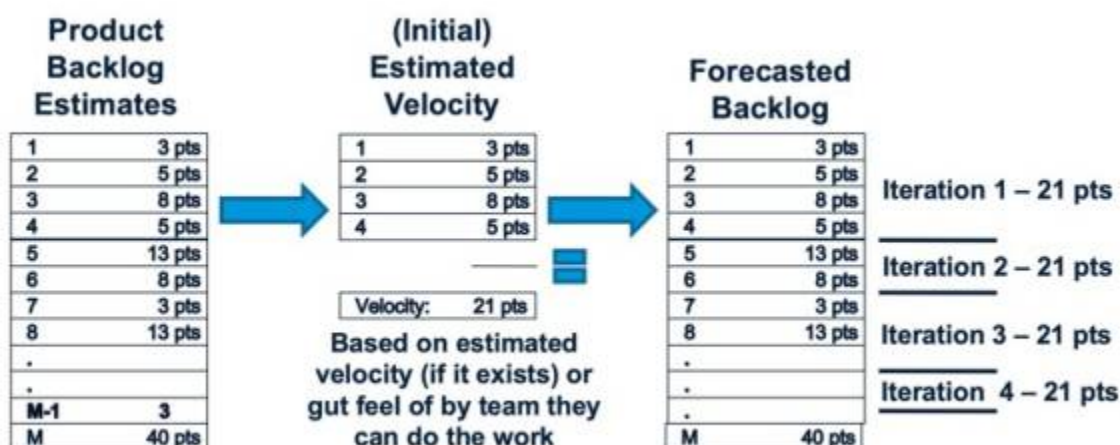 Product
Backlog
Estimates
1 3 pts
2 5 pts
3 8 pts
4 5 pts
5 13 pts
6 8 pts
7 3 pts
8 13 pts
.
.
M-1 3
M 40 pts
(Initial)
Estimated
Velocity
1 3 pts
2 5 pts
3 8 pts
4 5 pts
Velocity: 21 pts
Based on estimated
velocity (if it exists) or
gut feel of by team they
can do the work
Forecasted
Backlog
1 3 pts
2 5 pts
3 8 pts
4 5 pts
5 13 pts
6 8 pts
7 3 pts
8 13 pts
.
.
.
M 40 pts
Iteration 1 – 21 pts
Iteration 2 – 21 pts
Iteration 3 – 21 pts
Iteration 4 – 21 pts